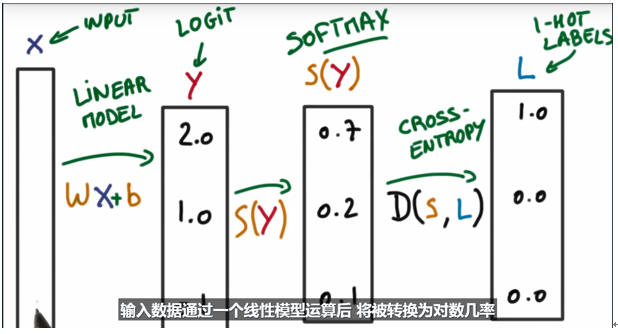 X
INPUT
LOGIT
Y
SOFTMAX
S(Y)
1-HOT
LABELS
L
LINEAR
MODEL
WX+b
2.0
1.0
S(Y)
0.7
0.2
0.1
CROSS-
ENTROPY
D(S,L)
1.0
0.0
0.0
输入数据通过一个线性模型运算后 将被转换为对数几率